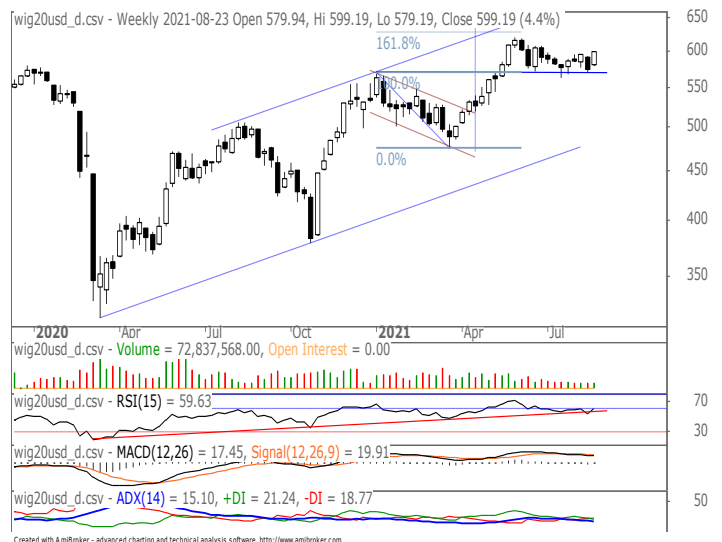 wig20usd_d.csv - Weekly 2021-08-23 Open 579.94, Hi 599.19, Lo 579.19, Close 599.19 (4.4%)
650
161.8%
600
100.0%
550
500
0.0%
450
400
350
2020 Apr Jul Oct 2021 Apr Jul
wig20usd_d.csv - Volume = 72,837,568.00, Open Interest = 0.00
wig20usd_d.csv - RSI(15) = 59.63
70
30
wig20usd_d.csv - MACD(12,26) = 17.45, Signal(12,26,9) = 19.91
wig20usd_d.csv - ADX(14) = 15.10, +DI = 21.24, -DI = 18.77
50
Created with AmiBroker - advanced charting and technical analysis software. http://www.amibroker.com